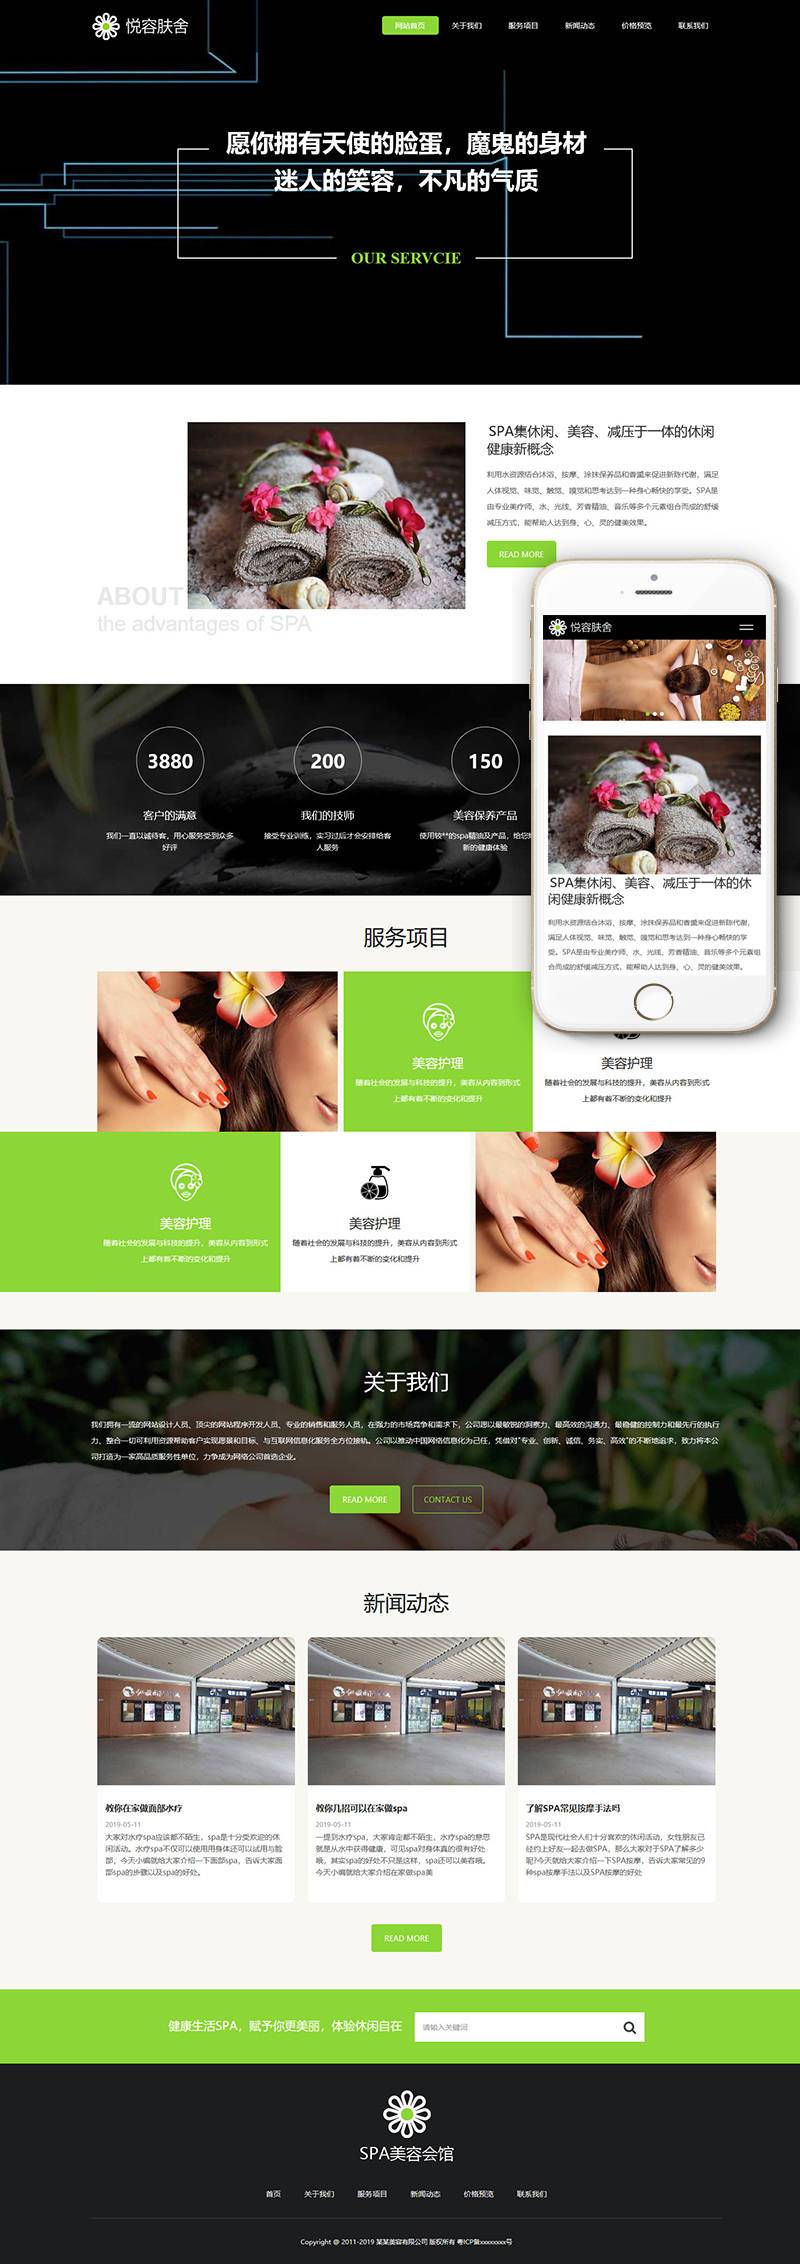 悦容肤舍
网站首页 关于我们 服务项目 新闻动态 价格预览 联系我们
愿你拥有天使的脸蛋，魔鬼的身材
迷人的笑容，不凡的气质
OUR SERVCIE
SPA集休闲、美容、减压于一体的休闲
健康新概念
利用水资源结合沐浴、按摩、涂抹保养品和香薰来促进新陈代谢，满足
人体视觉、味觉、触觉、嗅觉和思考达到一种身心畅快的享受。SPA是
由专业美疗师、水、光线、芳香精油、音乐等多个元素组合而成的舒缓
减压方式，能帮助人达到身、心、灵的健美效果。
READ MORE
ABOUT
the advantages of SPA
悦容肤舍
SPA集休闲、美容、减压于一体的休
闲健康新概念
利用水资源结合沐浴、按摩、涂抹保养品和香薰来促进新陈代谢，
满足人体视觉、味觉、触觉、嗅觉和思考达到一种身心畅快的享
受。SPA是由专业美疗师、水、光线、芳香精油、音乐等多个元素组
合而成的舒缓减压方式，能帮助人达到身、心、灵的健美效果。
3880 200 150
客户的满意 我们的技师 美容保养产品
我们一直以诚待客，用心服务受到众多 接受专业训练，实习过后才会安排给客 使用较**的spa精油及产品，给您
好评 人服务 新的健康体验
服务项目
美容护理 美容护理
随着社会的发展与科技的提升，美容从内容到形式 随着社会的发展与科技的提升，美容从内容到形式
上都有着不断的变化和提升 上都有着不断的变化和提升
美容护理 美容护理
随着社会的发展与科技的提升，美容从内容到形式 随着社会的发展与科技的提升，美容从内容到形式
上都有着不断的变化和提升 上都有着不断的变化和提升
关于我们
我们拥有一流的网站设计人员、顶尖的网站程序开发人员、专业的销售和服务人员，在强力的市场竞争和需求下，公司愿以最敏锐的洞察力、最高效的沟通力、最稳健的控制力和最先行的执行
力、整合一切可利用资源帮助客户实现愿景和目标、与互联网信息化服务全方位接轨。公司以推动中国网络信息化为己任，凭借对"专业、创新、诚信、务实、高效"的不断地追求，致力将本公
司打造为一家高品质服务性单位，力争成为网络公司首选企业。
READ MORE CONTACT US
新闻动态
教你在家做面部水疗
2019-05-11
大家对水疗spa应该都不陌生，spa是十分受欢迎的休
闲活动。水疗spa不仅可以使用用身体还可以试用与脸
部，今天小编就给大家介绍一下面部spa，告诉大家面
部spa的步骤以及spa的好处。
教你几招可以在家做spa
2019-05-11
一提到水疗spa，大家肯定都不陌生，水疗spa的意思
就是从水中获得健康，可见spa对身体真的很有好处
哦，其实spa的好处不只是这样，spa还可以美容哦。
今天小编就给大家介绍在家做spa美
了解SPA常见按摩手法吗
2019-05-11
SPA是现代社会人们十分喜欢的休闲活动，女性朋友已
经约上好友一起去做SPA，那么大家对于SPA了解多少
呢?今天就给大家介绍一下SPA按摩，告诉大家常见的9
种spa按摩手法以及SPA按摩的好处
READ MORE
健康生活SPA，赋予你更美丽，体验休闲自在
请输入关键词
SPA美容会馆
首页 关于我们 服务项目 新闻动态 价格预览 联系我们
Copyright @ 2011-2019 某某美容有限公司 版权所有 粤ICP备xxxxxxxx号